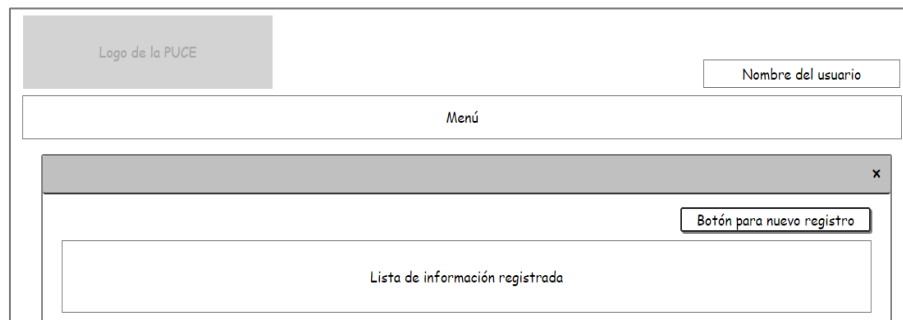 Logo de la PUCE
Nombre del usuario
Menú
x
Botón para nuevo registro
Lista de información registrada